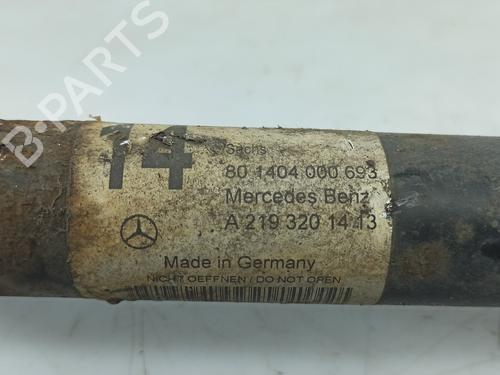 B-PARTS
14
Sachs
80 1404 000 693
Mercedes Benz
A 219 320 14 13
Made in Germany
NICHT OEFFNEN / DO NOT OPEN